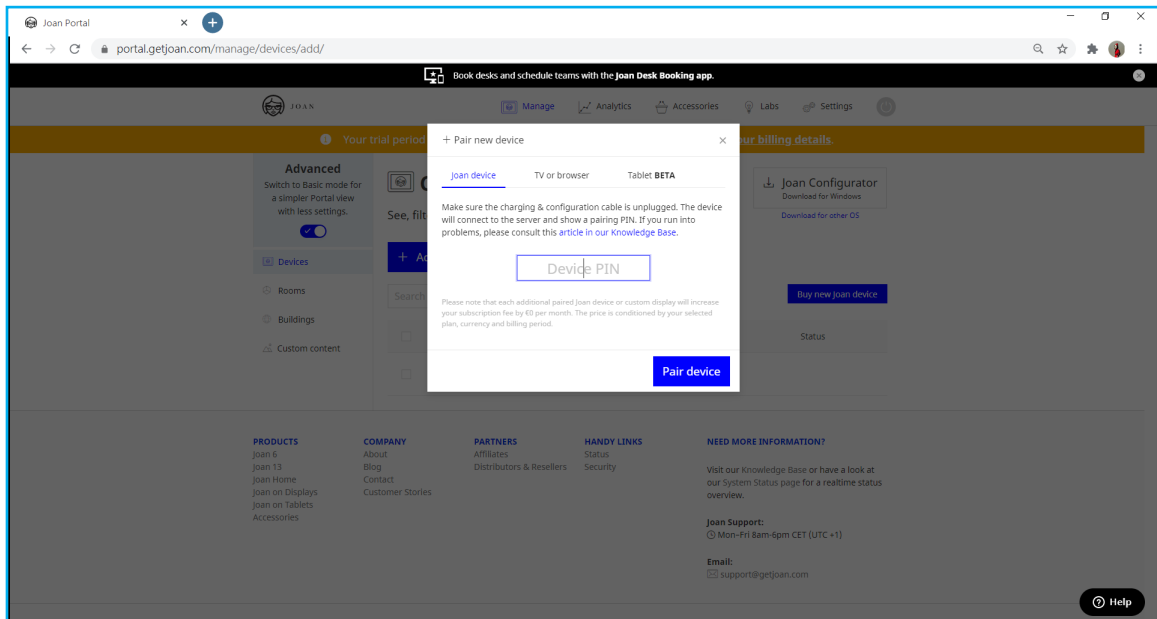 Joan Portal
portal.getjoan.com/manage/devices/add/
Book desks and schedule teams with the Joan Desk Booking app.
JOAN
Manage
Analytics
Accessories
Labs
Settings
Your trial period
ur billing details.
Advanced
Switch to Basic mode for
a simpler Portal view
with less settings.
Devices
Rooms
Buildings
Custom content
See, filt
+ Ad
Search
+ Pair new device
Joan device
TV or browser
Tablet BETA
Make sure the charging & configuration cable is unplugged. The device
will connect to the server and show a pairing PIN. If you run into
problems, please consult this article in our Knowledge Base.
Device PIN
Please note that each additional paired Joan device or custom display will increase
your subscription fee by €0 per month. The price is conditioned by your selected
plan, currency and billing period.
Pair device
Joan Configurator
Download for Windows
Download for other OS
Buy new Joan device
Status
PRODUCTS
Joan 6
Joan 13
Joan Home
Joan on Displays
Joan on Tablets
Accessories
COMPANY
About
Blog
Contact
Customer Stories
PARTNERS
Affiliates
Distributors & Resellers
HANDY LINKS
Status
Security
NEED MORE INFORMATION?
Visit our Knowledge Base or have a look at
our System Status page for a realtime status
overview.
Joan Support:
Mon-Fri 8am-6pm CET (UTC +1)
Email:
support@getjoan.com
Help